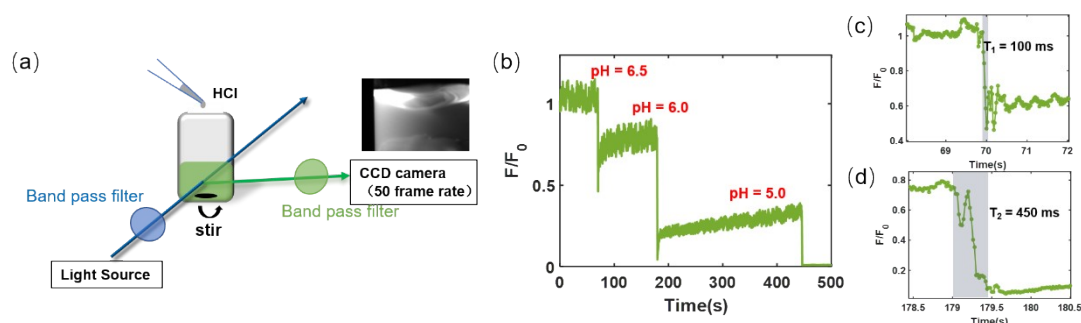 (a)
HCl
CCD camera
(50 frame rate)
Band pass filter
Band pass filter
stir
Light Source
(b)
pH = 6.5
pH = 6.0
pH = 5.0
F/F0
1
0.5
0
0 100 200 300 400 500
Time(s)
(c)
T1 = 100 ms
F/F0
1
0.8
0.6
0.4
69 70 71 72
Time(s)
(d)
T2 = 450 ms
F/F0
0.8
0.6
0.4
0.2
178.5 179 179.5 180 180.5
Time(s)